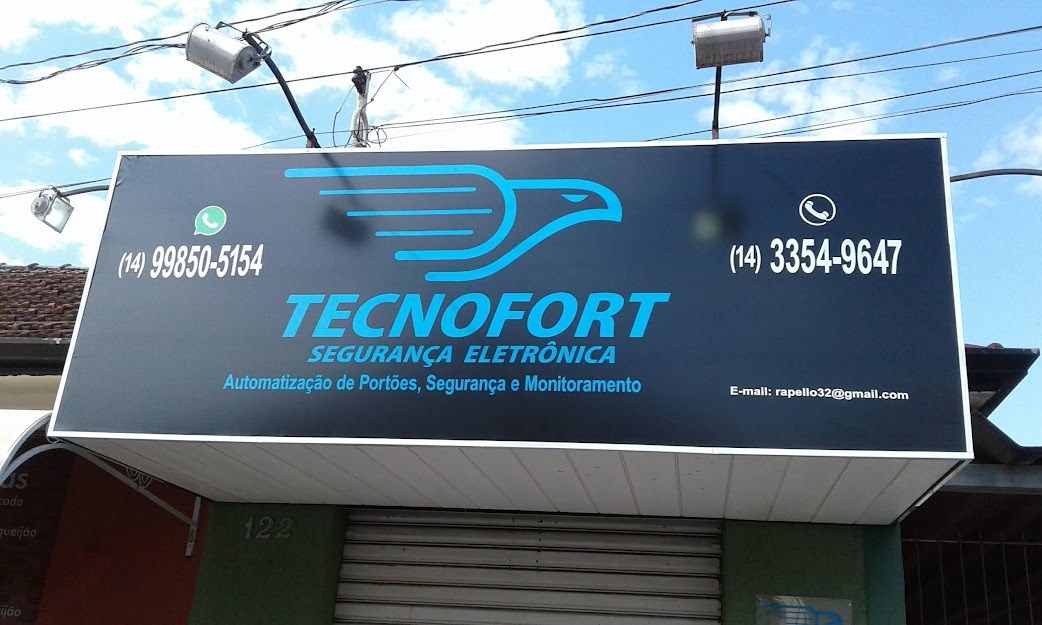 (14) 99850-5154
(14) 3354-9647
TECNOFORT
SEGURANÇA ELETRÔNICA
Automatização de Portões, Segurança e Monitoramento
E-mail: rapello32@gmail.com
122